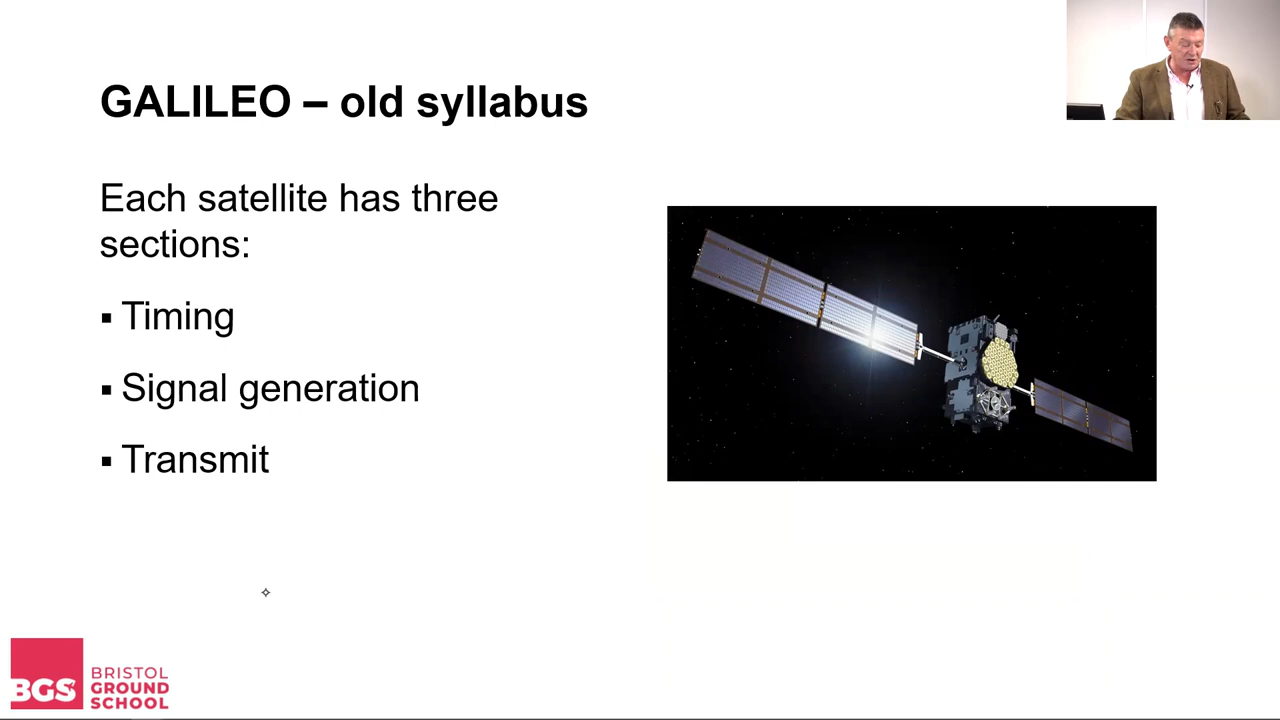 GALILEO – old syllabus
Each satellite has three
sections:
▪ Timing
▪ Signal generation
▪ Transmit
BGS
BRISTOL
GROUND
SCHOOL